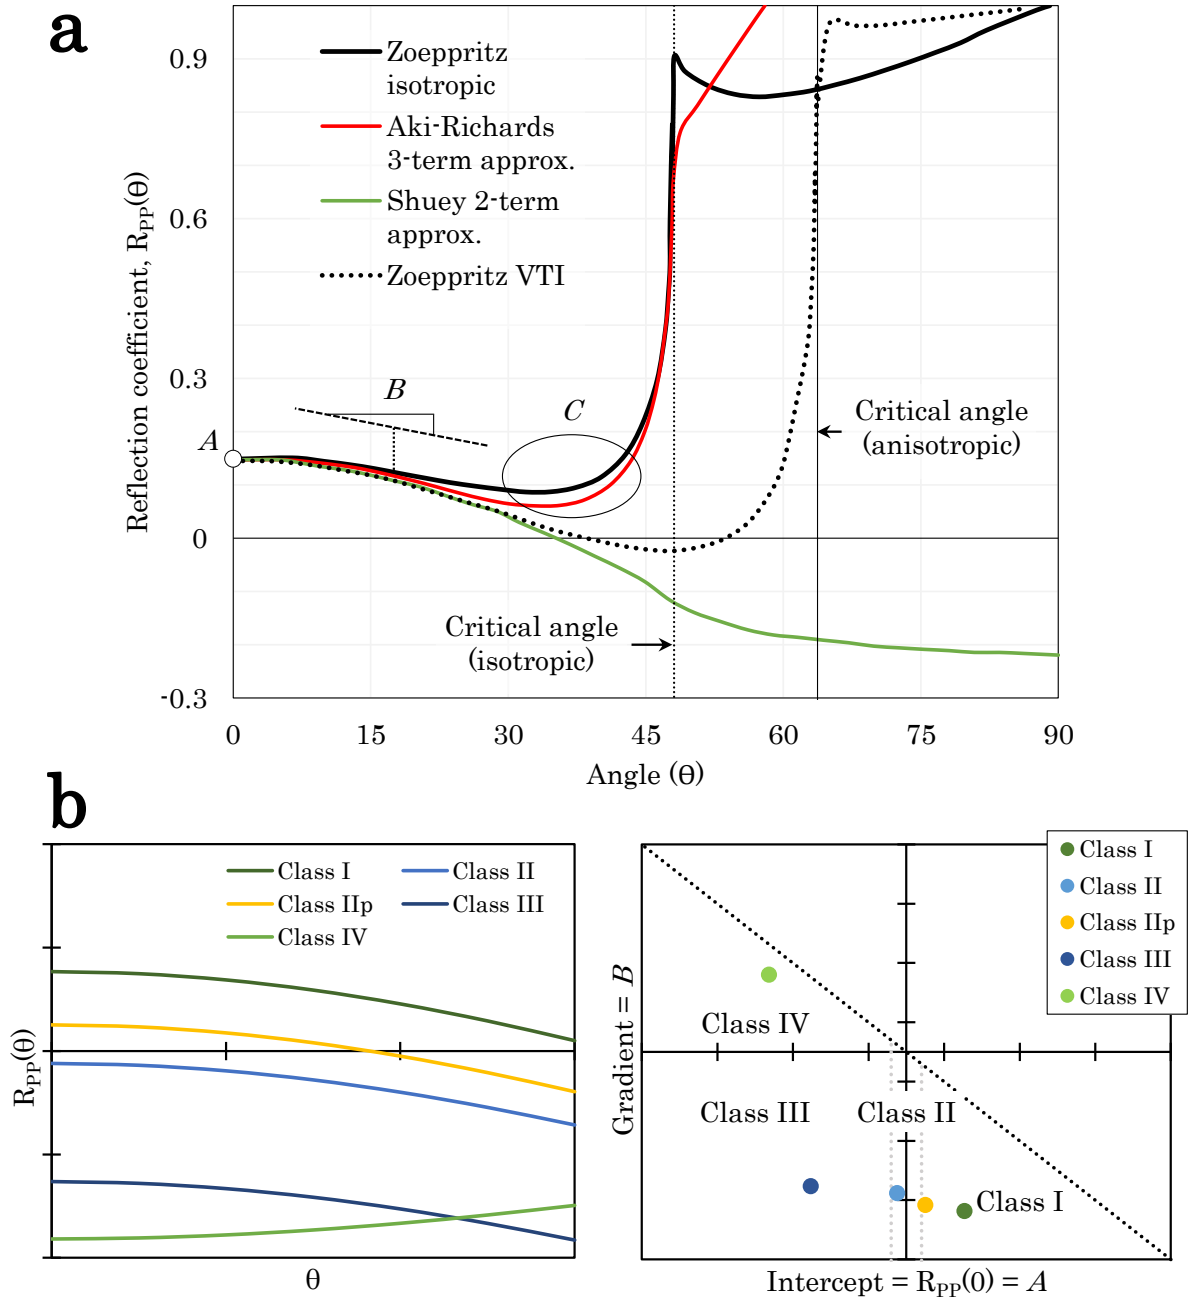 a
0.9
0.6
0.3
0
-0.3
Reflection coefficient, RPP(θ)
Zoeppritz
isotropic
Aki-Richards
3-term approx.
Shuey 2-term
approx.
Zoeppritz VTI
A
B
C
Critical angle
(anisotropic)
Critical angle
(isotropic)
0 15 30 45 60 75 90
Angle (θ)
b
Class I
Class II
Class IIp
Class III
Class IV
RPP(θ)
θ
Class I
Class II
Class IIp
Class III
Class IV
Gradient = B
Class IV
Class III
Class II
Class I
Intercept = RPP(0) = A